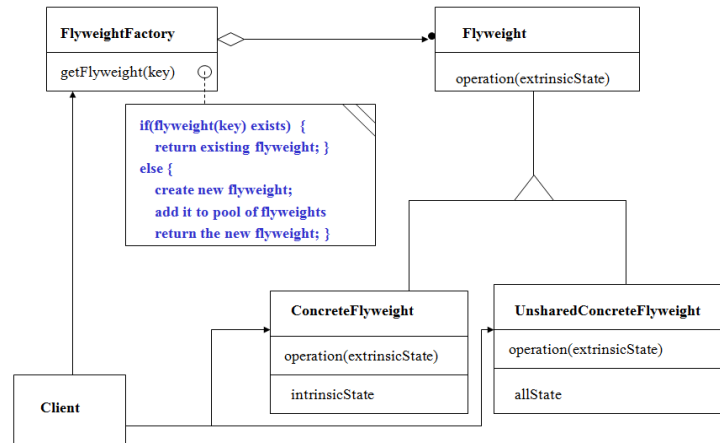 FlyweightFactory
getFlyweight(key)
Flyweight
operation(extrinsicState)
if(flyweight(key) exists) {
return existing flyweight; }
else {
create new flyweight;
add it to pool of flyweights
return the new flyweight; }
ConcreteFlyweight
operation(extrinsicState)
intrinsicState
UnsharedConcreteFlyweight
operation(extrinsicState)
allState
Client